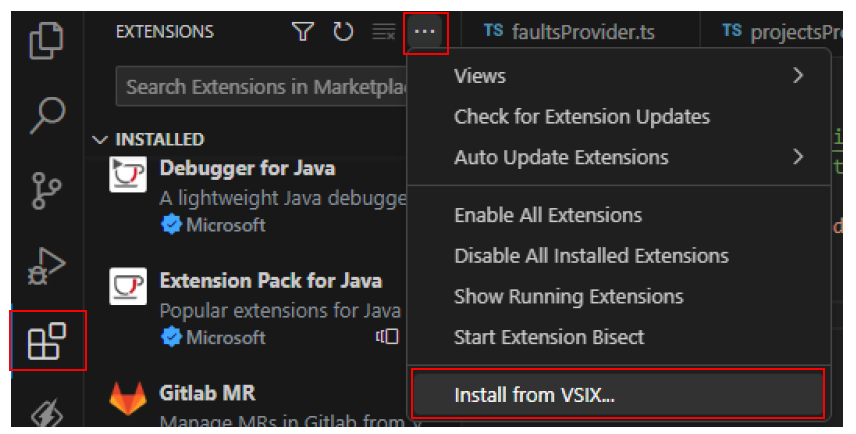 EXTENSIONS
TS faultsProvider.ts
TS projectsPr
Search Extensions in Marketpla
INSTALLED
Debugger for Java
A lightweight Java debugge
Microsoft
Extension Pack for Java
Popular extensions for Java
Microsoft
Gitlab MR
Manage MRs in Gitlab from V
Views
Check for Extension Updates
Auto Update Extensions
Enable All Extensions
Disable All Installed Extensions
Show Running Extensions
Start Extension Bisect
Install from VSIX...